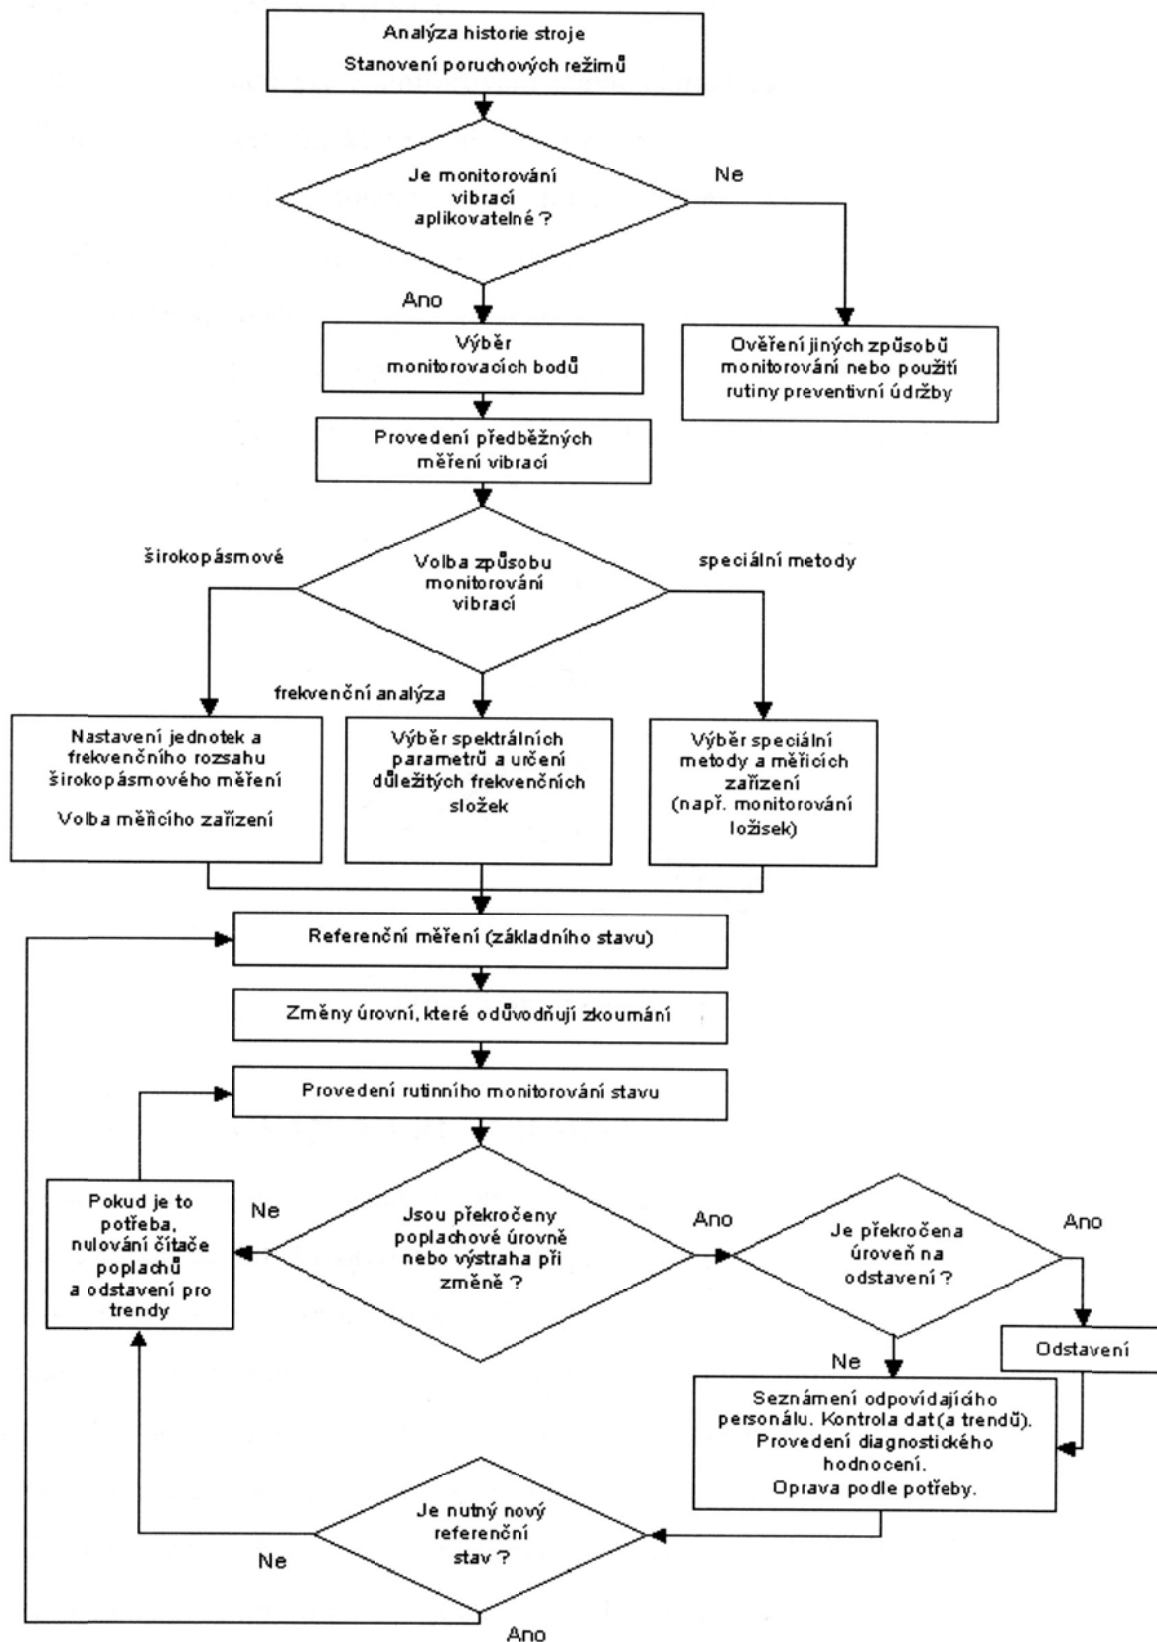 Analýza historie stroje
Stanovení poruchových režimů
Je monitorování
vibrací
aplikovatelné ?
Ne
Ano
Výběr
monitorovacích bodů
Ověření jiných způsobů
monitorování nebo použití
rutiny preventivní údržby
Provedení předběžných
měření vibrací
širokopásmové
Volba způsobu
monitorování
vibrací
speciální metody
frekvenční analýza
Nastavení jednotek a
frekvenčního rozsahu
širokopásmového měření
Volba měřicího zařízení
Výběr spektrálních
parametrů a určení
důležitých frekvenčních
složek
Výběr speciální
metody a měřicích
zařízení
(např. monitorování
ložisek)
Referenční měření (základního stavu)
Změny úrovní, které odůvodňují zkoumání
Provedení rutinního monitorování stavu
Pokud je to
potřeba,
nulování čítače
poplachů
a odstavení pro
trendy
Ne
Jsou překročeny
poplachové úrovně
nebo výstraha při
změně ?
Ano
Je překročena
úroveň na
odstavení ?
Ano
Odstavení
Ne
Seznámení odpovídajícího
personálu. Kontrola dat (a trendů).
Provedení diagnostického
hodnocení.
Oprava podle potřeby.
Je nutný nový
referenční
stav ?
Ne
Ano